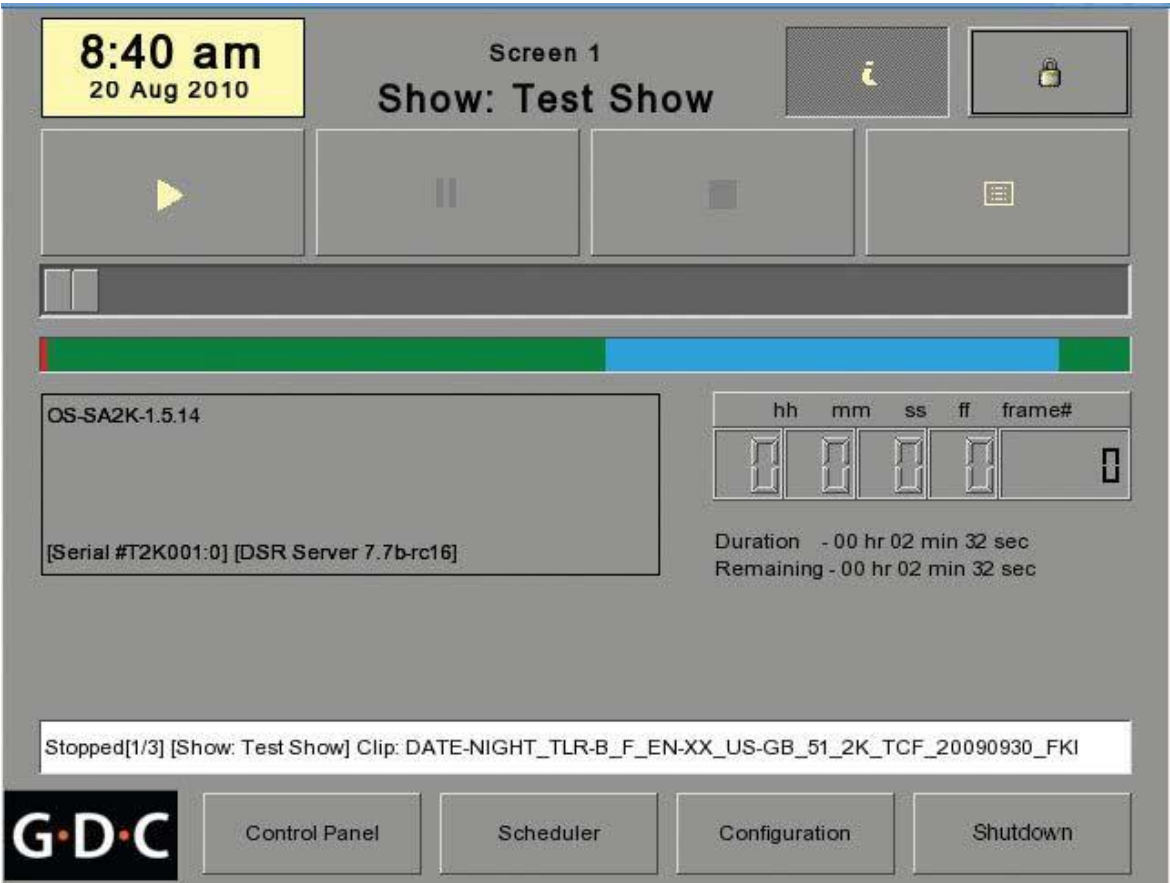 8:40 am
20 Aug 2010
Screen 1
Show: Test Show
i
OS-SA2K-1.5.14
[Serial #T2K001:0] [DSR Server 7.7b-rc16]
hh mm ss ff frame#
0 0 0 0 0
Duration - 00 hr 02 min 32 sec
Remaining - 00 hr 02 min 32 sec
Stopped[1/3] [Show: Test Show] Clip: DATE-NIGHT_TLR-B_F_EN-XX_US-GB_51_2K_TCF_20090930_FKI
G·D·C
Control Panel
Scheduler
Configuration
Shutdown